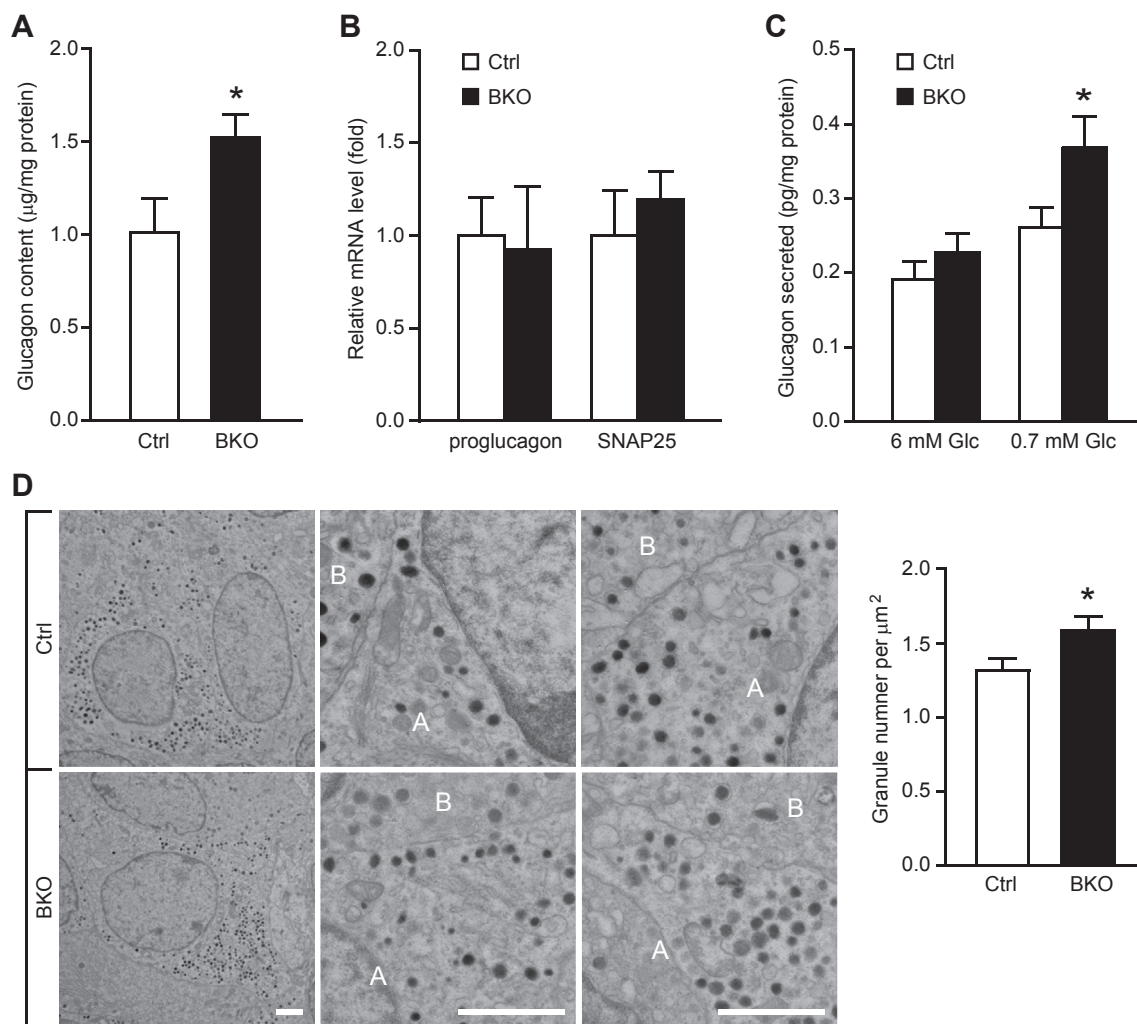 A
Glucagon content (μg/mg protein)
2.0
1.5
1.0
0.5
0.0
*
Ctrl BKO
B
Relative mRNA level (fold)
2.0
1.5
1.0
0.5
0.0
Ctrl
BKO
proglucagon SNAP25
C
Glucagon secreted (pg/mg protein)
0.5
0.4
0.3
0.2
0.1
0.0
Ctrl
BKO
*
6 mM Glc 0.7 mM Glc
D
Ctrl
B
A
B
A
BKO
B
A
B
A
Granule nummer per μm2
2.0
1.5
1.0
0.5
0.0
*
Ctrl BKO